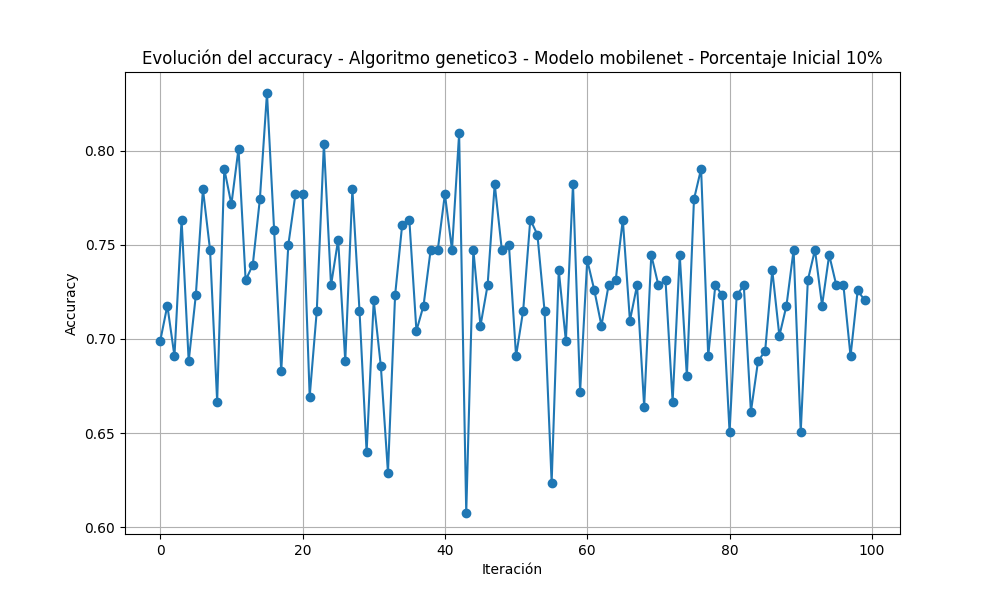 Evolución del accuracy - Algoritmo genetico3 - Modelo mobilenet - Porcentaje Inicial 10%
Accuracy
0.80
0.75
0.70
0.65
0.60
0 20 40 60 80 100
Iteración